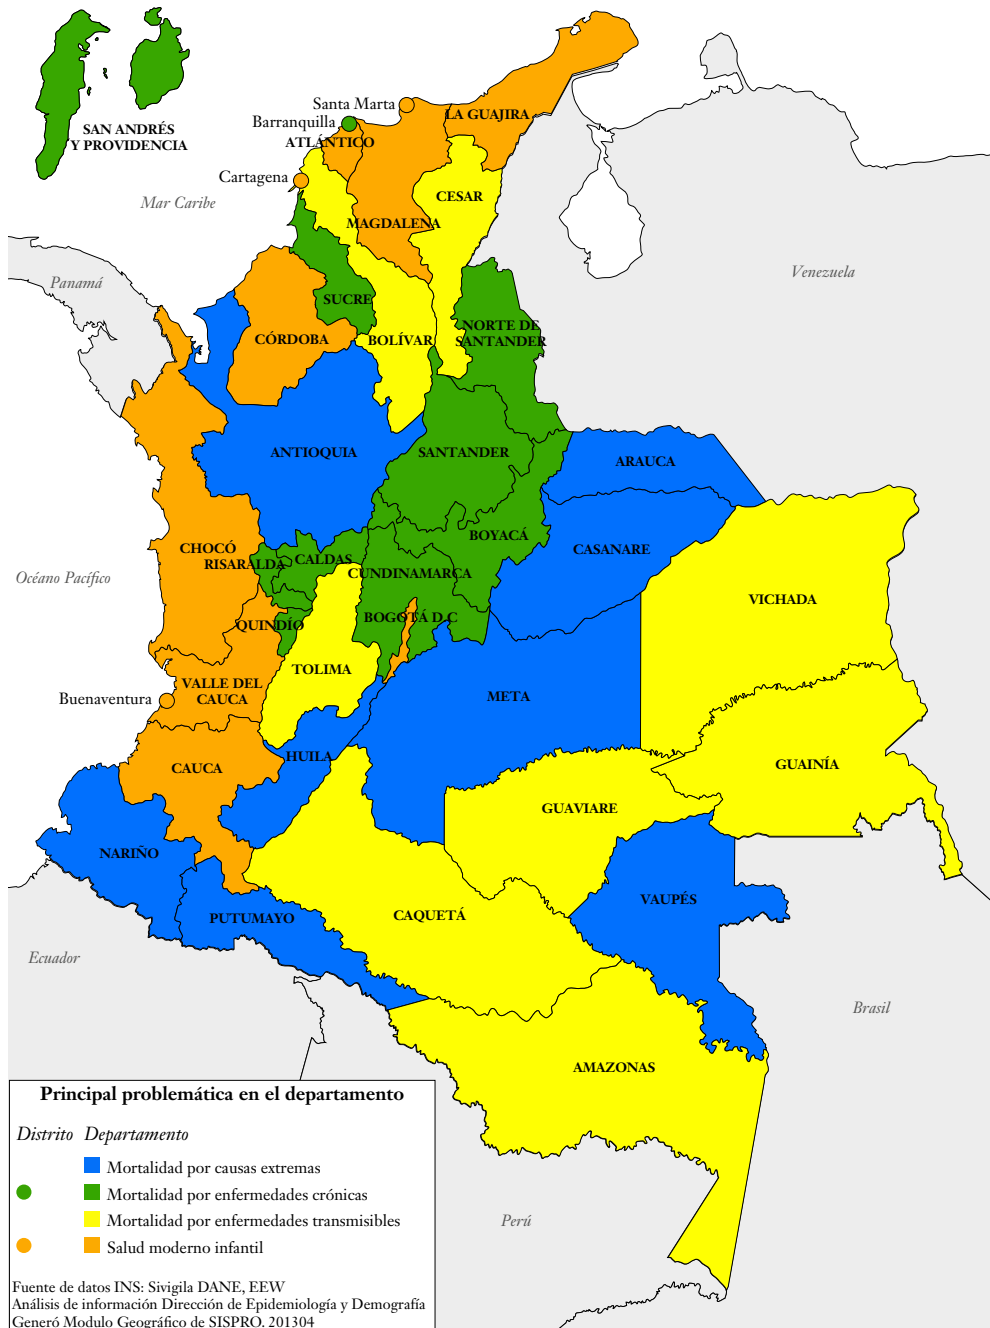 SAN ANDRÉS
Y PROVIDENCIA
Santa Marta
Barranquilla
LA GUAJIRA
ATLÁNTICO
Cartagena
CESAR
Mar Caribe
MAGDALENA
Venezuela
Panamá
SUCRE
NORTE DE
SANTANDER
CÓRDOBA
BOLÍVAR
ANTIOQUIA
SANTANDER
ARAUCA
BOYACÁ
CHOCÓ
CASANARE
RISARALDA
CALDAS
CUNDINAMARCA
Océano Pacífico
VICHADA
QUINDÍO
BOGOTÁ D.C
TOLIMA
VALLE DEL
CAUCA
Buenaventura
META
HUILA
CAUCA
GUAINÍA
GUAVIARE
NARIÑO
VAUPÉS
PUTUMAYO
CAQUETÁ
Ecuador
Brasil
AMAZONAS
Perú
Principal problemática en el departamento
Distrito Departamento
Mortalidad por causas extremas
Mortalidad por enfermedades crónicas
Mortalidad por enfermedades transmisibles
Salud moderno infantil
Fuente de datos INS: Sivigila DANE, EEW
Análisis de información Dirección de Epidemiología y Demografía
Generó Modulo Geográfico de SISPRO. 201304